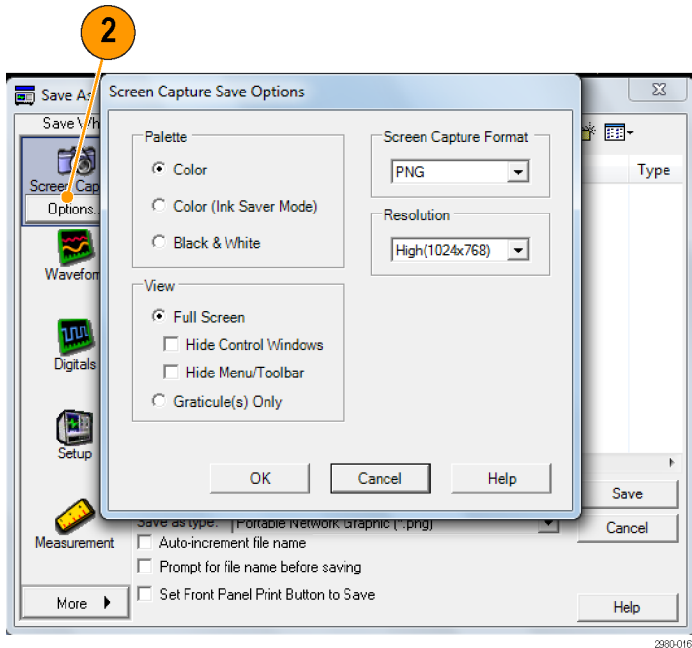 2
Save As
Screen Capture Save Options
Save Wh
Palette
Color
Color (Ink Saver Mode)
Black & White
Screen Capture Format
PNG
Resolution
High(1024x768)
View
Full Screen
Hide Control Windows
Hide Menu/Toolbar
Graticule(s) Only
OK
Cancel
Help
Type
Screen Cap
Options..
Waveform
Digitals
Setup
Measurement
More
Save as type: Portable Network Graphic (*.png)
Auto-increment file name
Prompt for file name before saving
Set Front Panel Print Button to Save
Save
Cancel
Help
2980-016